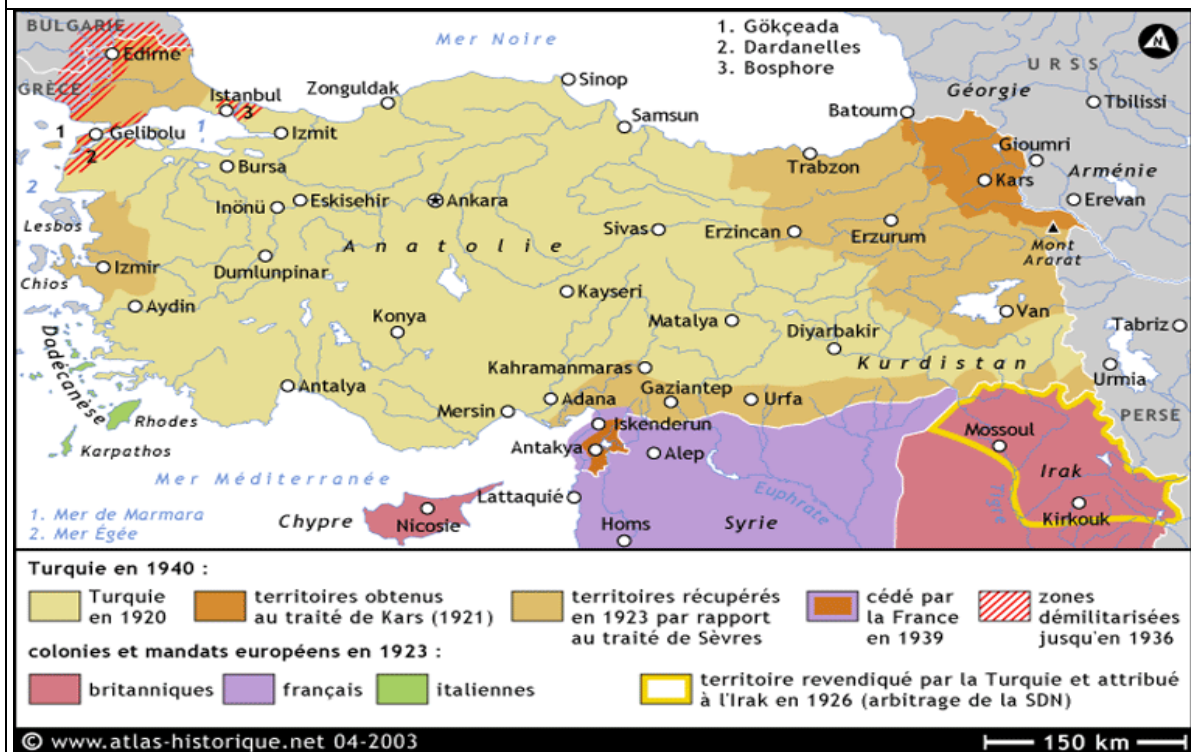 BULGARIE
Edirne
GRÈCE
Mer Noire
1. Gökçeada
2. Dardanelles
3. Bosphore
N
URSS
Géorgie
Tbilissi
Istanbul
3
Zonguldak
Sinop
Samsun
Batoum
1
Gelibolu
1
Izmit
2
Bursa
Trabzon
Gioumri
Arménie
Kars
Erevan
2
Lesbos
Inönü
Eskisehir
Ankara
Sivas
Erzincan
Erzurum
Mont
Ararat
Anatolie
Izmir
Chios
Dumlunpinar
Aydin
Kayseri
Konya
Matalya
Diyarbakir
Van
Tabriz
Kurdistan
Urmia
Dadécanèse
Antalya
Kahramanmaras
Gaziantep
Adana
Urfa
Mersin
PERSE
Rhodes
Karpathos
Iskenderun
Antakya
Alep
Mossoul
Mer Méditerranée
Lattaquié
Euphrate
Irak
Tigre
Kirkouk
1. Mer de Marmara
2. Mer Égée
Chypre
Nicosie
Homs
Syrie
Turquie en 1940 :
Turquie
en 1920
territoires obtenus
au traité de Kars (1921)
territoires récupérés
en 1923 par rapport
au traité de Sèvres
cédé par
la France
en 1939
zones
démilitarisées
jusqu'en 1936
colonies et mandats européens en 1923 :
britanniques
français
italiennes
territoire revendiqué par la Turquie et attribué
à l'Irak en 1926 (arbitrage de la SDN)
© www.atlas-historique.net 04-2003
150 km